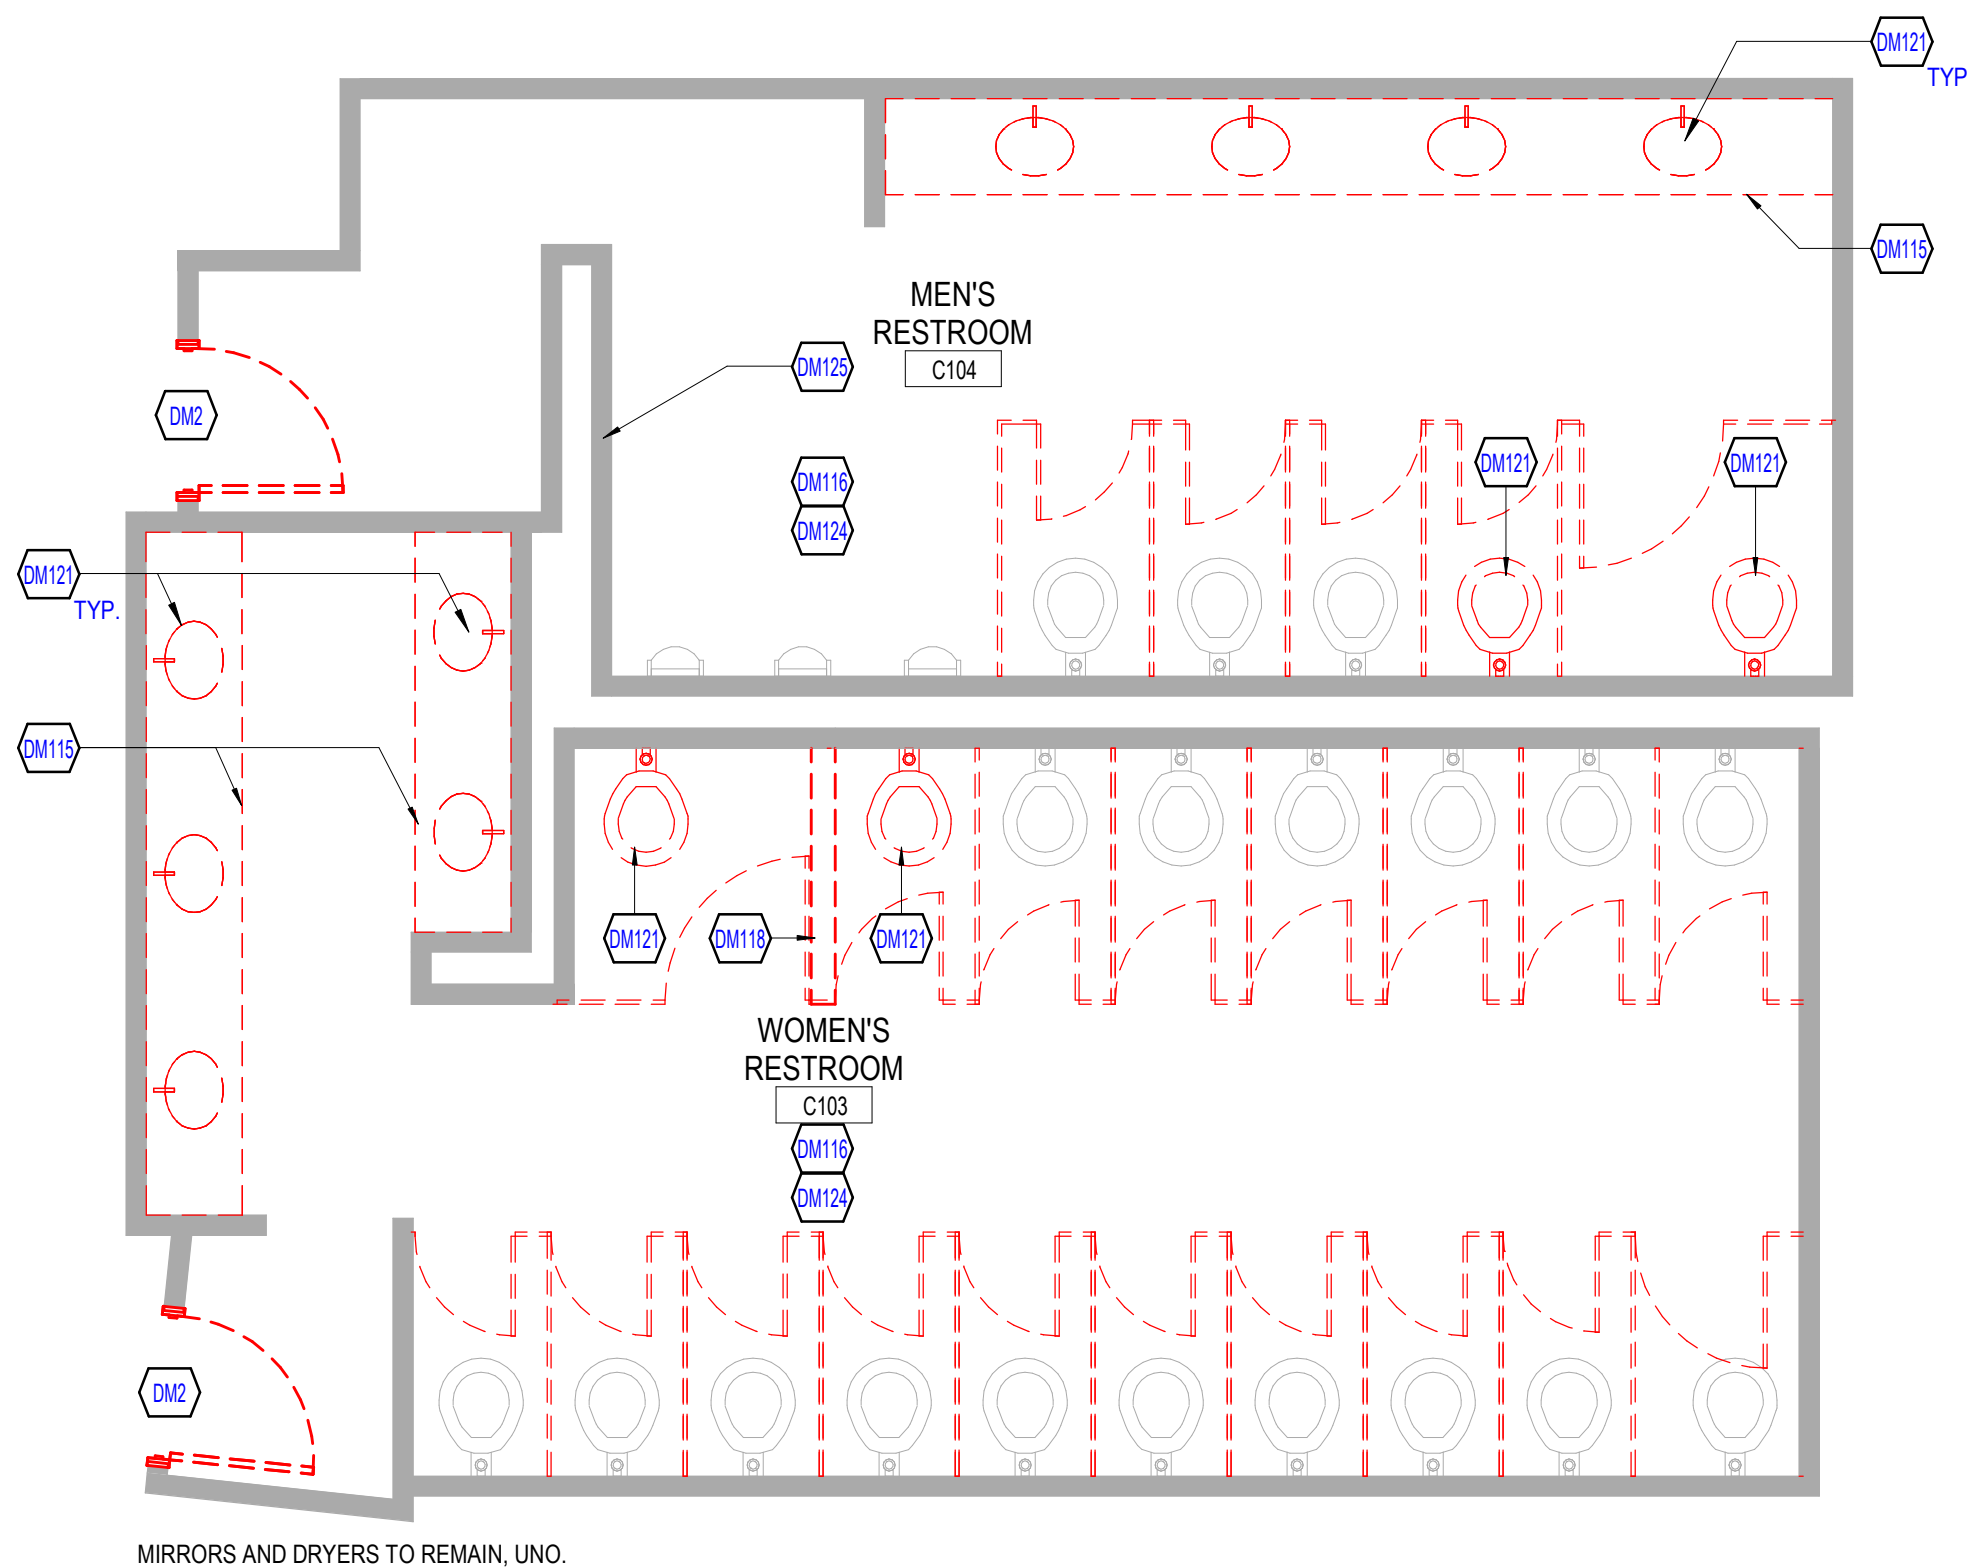 DM121
TYP
DM115
MEN'S
RESTROOM
C104
DM125
DM2
DM116
DM124
DM121
DM121
DM121
TYP.
DM115
DM121
DM118
DM121
WOMEN'S
RESTROOM
C103
DM116
DM124
DM2
MIRRORS AND DRYERS TO REMAIN, UNO.